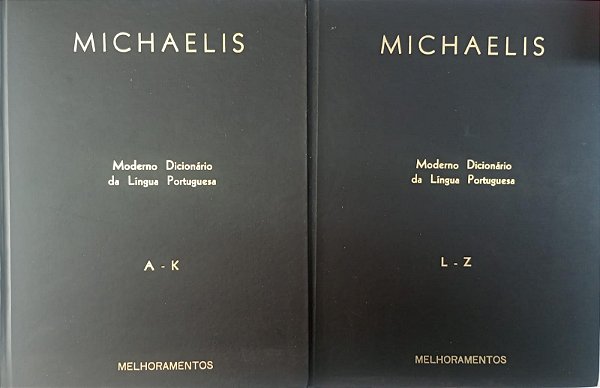 MICHAELIS
Moderno Dicionário
da Língua Portuguesa
A - K
MELHORAMENTOS
MICHAELIS
Moderno Dicionário
da Língua Portuguesa
L - Z
MELHORAMENTOS